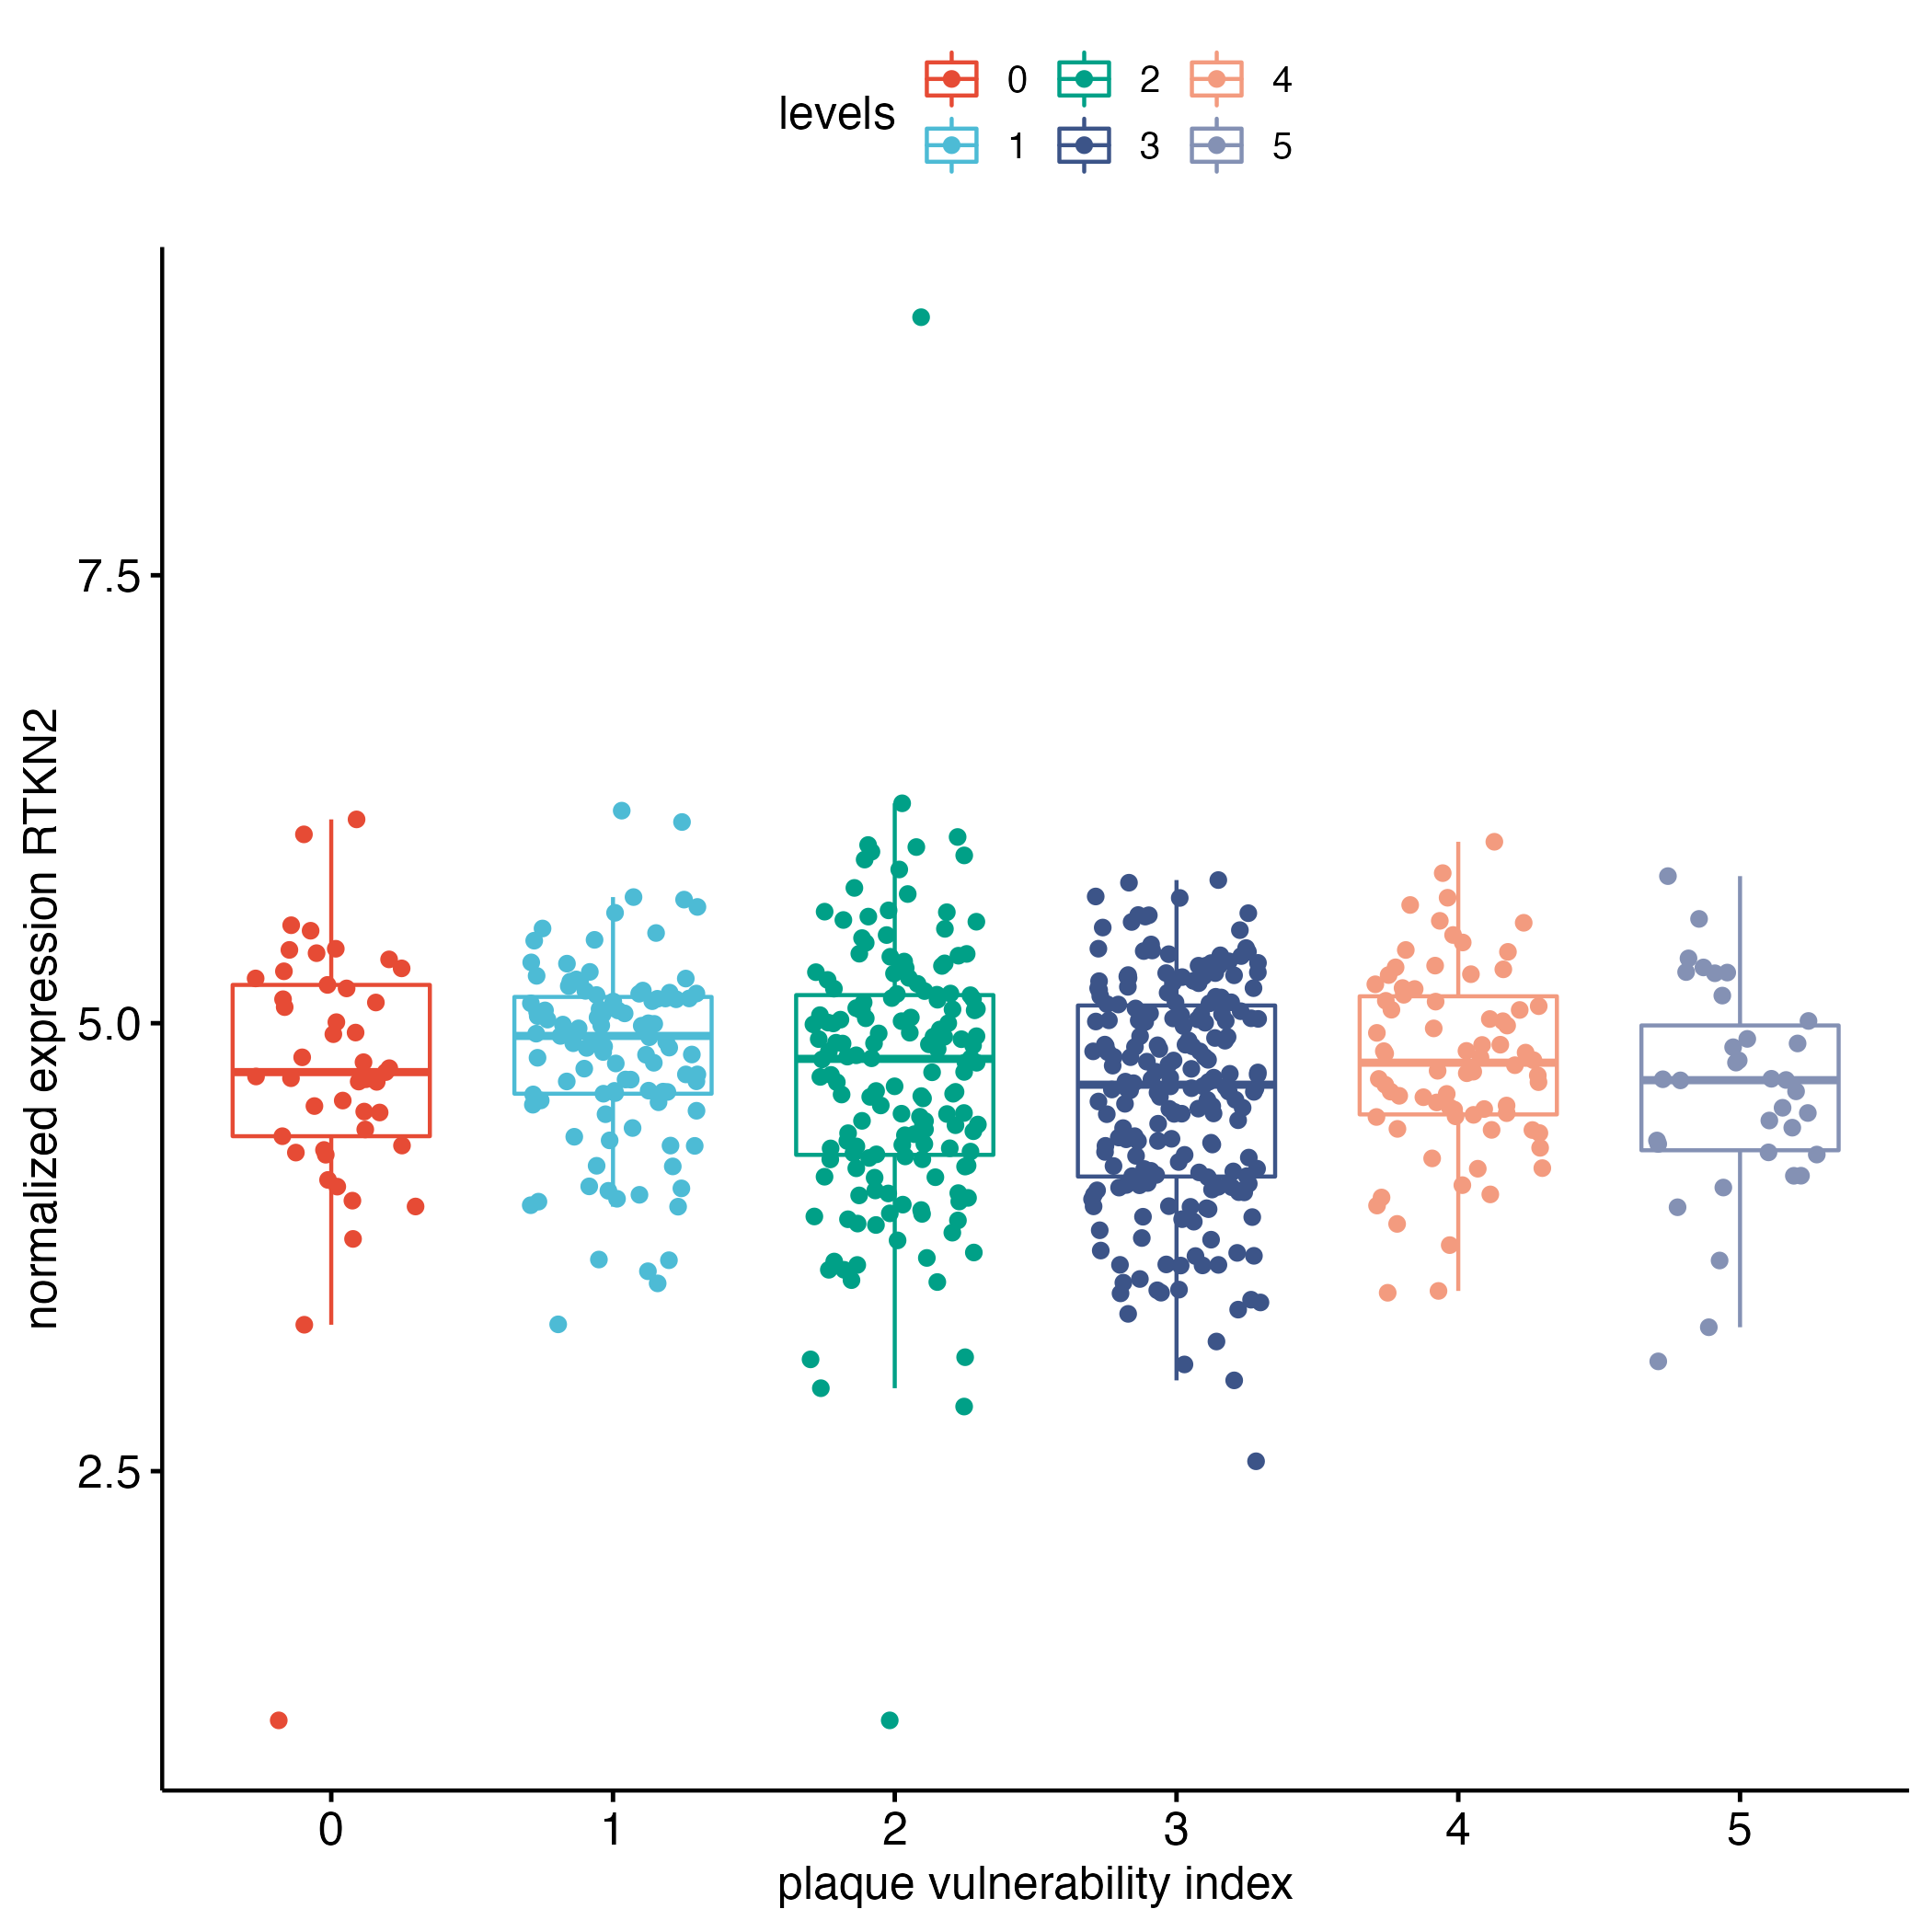 levels
0 2 4
1 3 5
normalized expression RTKN2
7.5
5.0
2.5
0 1 2 3 4 5
plaque vulnerability index